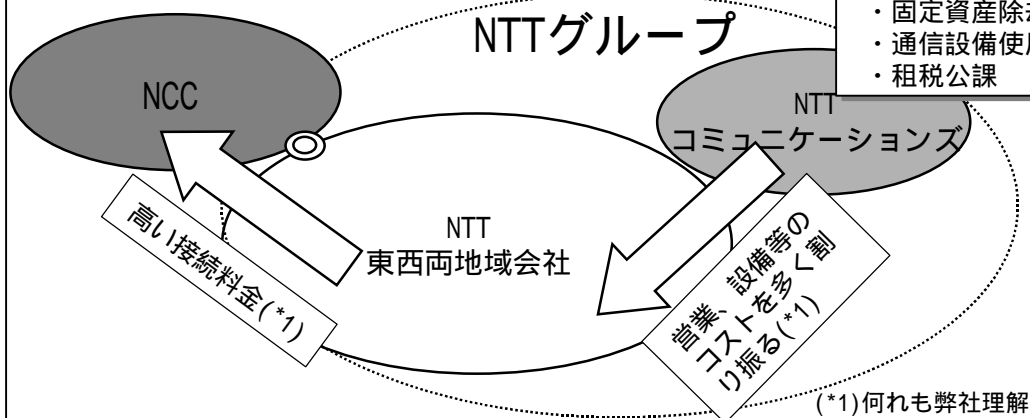 ・固定資産除
・通信設備使
・租税公課
NTTグループ
NCC
NTT
コミュニケーションズ
NTT
東西両地域会社
高い接続料金(*1)
営業、設備等の
コストを多く割
り振る(*1)
(*1)何れも弊社理解